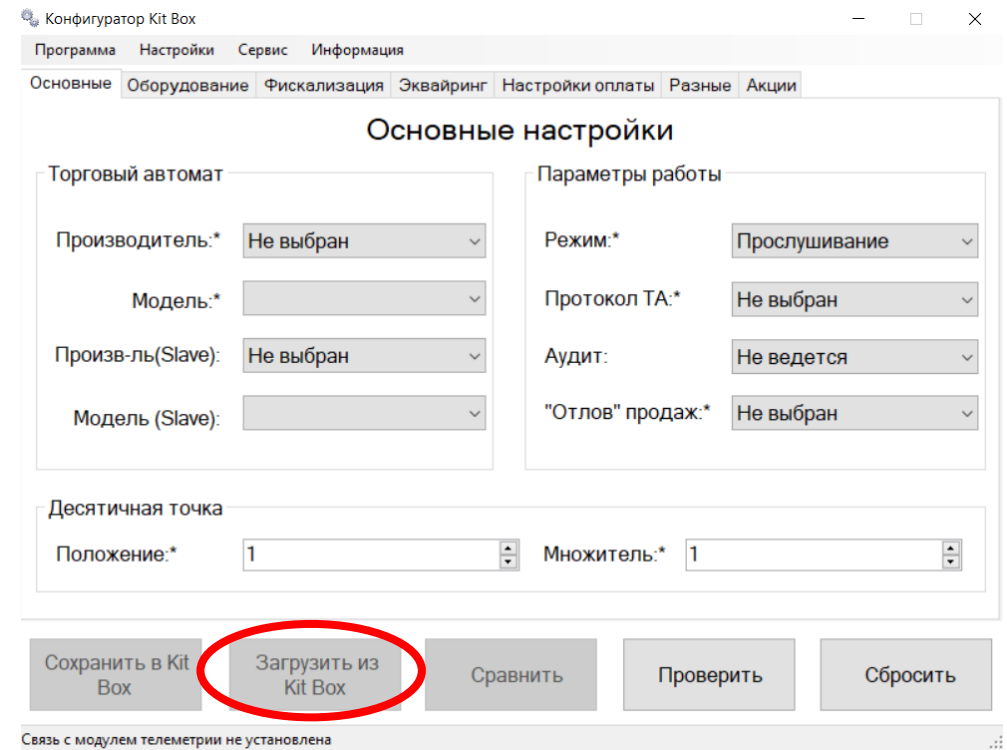 Конфигуратор Kit Box
Программа Настройки Сервис Информация
Основные Оборудование Фискализация Эквайринг Настройки оплаты Разные Акции
Основные настройки
Торговый автомат
Производитель:* Не выбран
Модель:*
Произв-ль(Slave): Не выбран
Модель (Slave):
Параметры работы
Режим:* Прослушивание
Протокол ТА:* Не выбран
Аудит: Не ведется
"Отлов" продаж:* Не выбран
Десятичная точка
Положение:* 1 Множитель:* 1
Сохранить в Kit
Box
Загрузить из
Kit Box
Сравнить
Проверить
Сбросить
Связь с модулем телеметрии не установлена